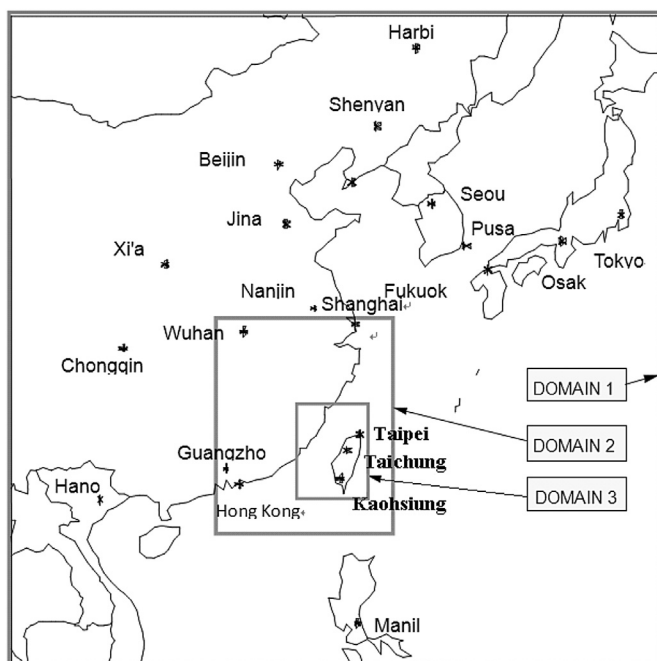 Harbi
Shenyan
Beijin
Seou
Jina
Pusa
Xi'a
Tokyo
Osak
Nanjin
Fukuok
Shanghai
Wuhan
Chongqin
DOMAIN 1
Taipei
DOMAIN 2
Guangzho
Taichung
Hano
DOMAIN 3
Kaohsiung
Hong Kong
Manil